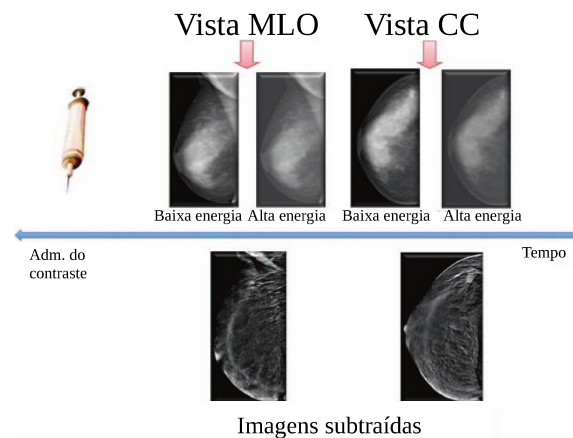 Vista MLO
Vista CC
Baixa energia
Alta energia
Baixa energia
Alta energia
Adm. do
contraste
Tempo
Imagens subtraídas